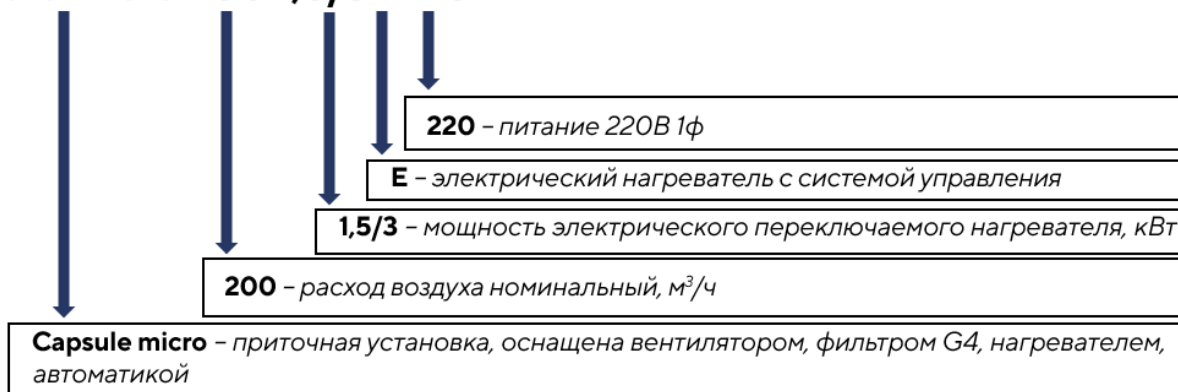 220 – питание 220В 1ф
E – электрический нагреватель с системой управления
1,5/3 – мощность электрического переключаемого нагревателя, кВт
200 – расход воздуха номинальный, м³/ч
Capsule micro – приточная установка, оснащена вентилятором, фильтром G4, нагревателем,
автоматикой